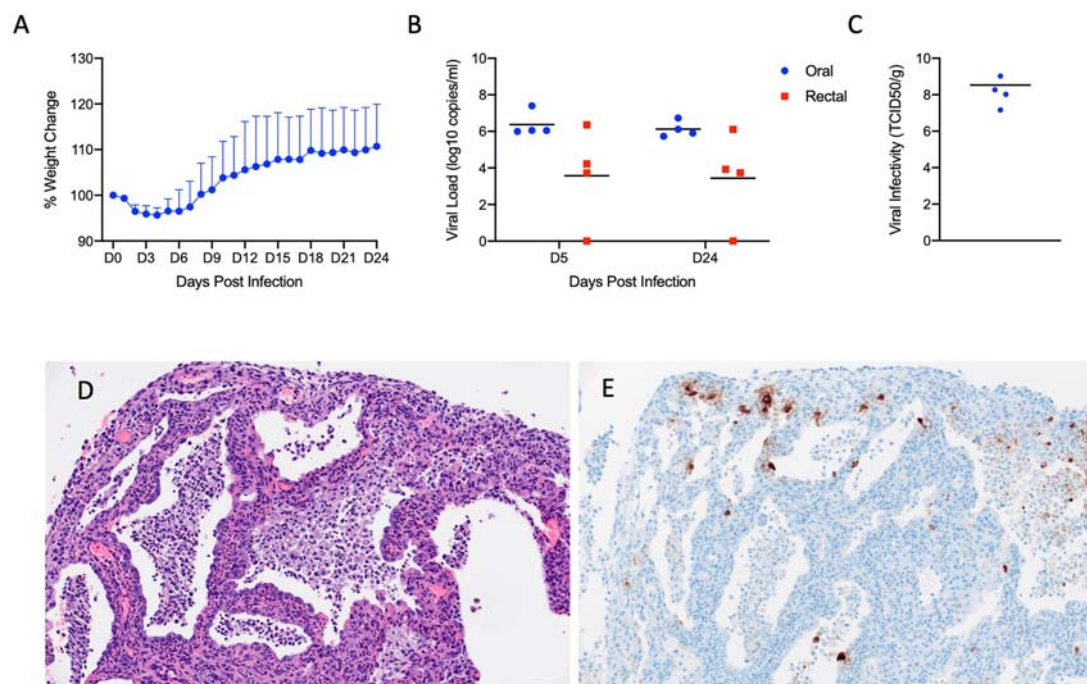 A
% Weight Change
130
120
110
100
90
D0 D3 D6 D9 D12 D15 D18 D21 D24
Days Post Infection
B
Viral Load (log10 copies/ml)
10
8
6
4
2
0
D5 D24
Days Post Infection
Oral
Rectal
C
Viral Infectivity (TCID50/g)
10
8
6
4
2
0
D
E